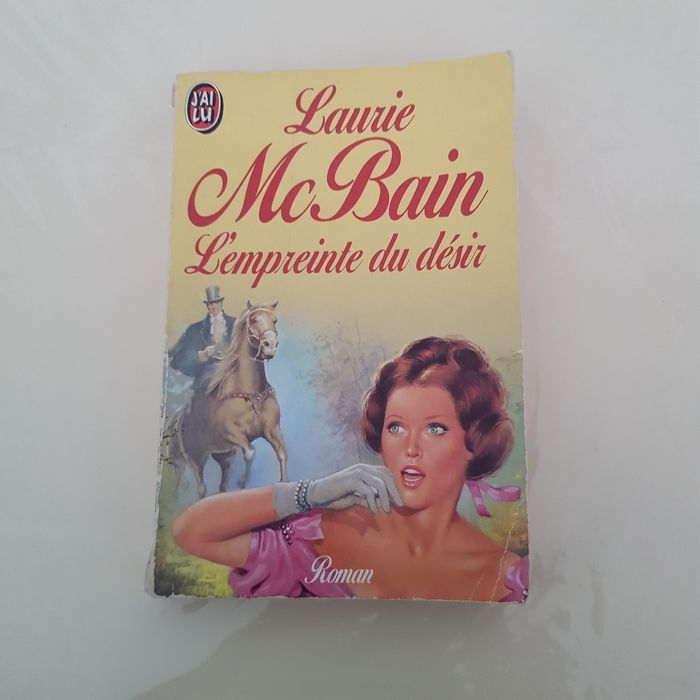 J'AI
LU
Laurie
McBain
L'empreinte du désir
Roman